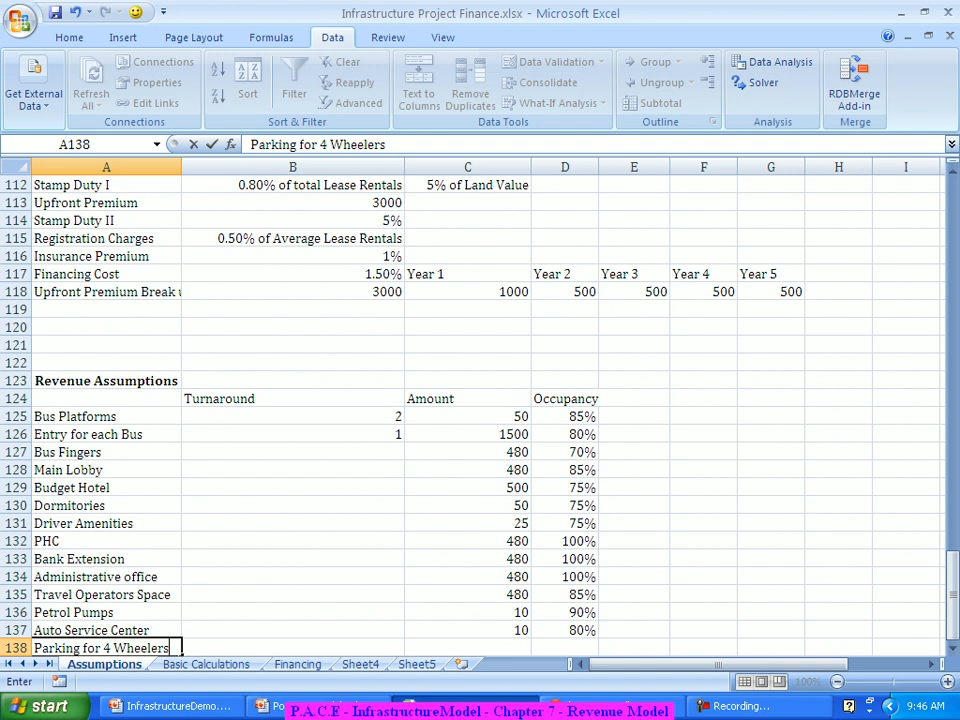 Infrastructure Project Finance.xlsx - Microsoft Excel
Home Insert Page Layout Formulas Data Review View
Get External Data
Refresh All
Connections
Properties
Edit Links
Connections
Sort
Filter
Clear
Reapply
Advanced
Sort & Filter
Text to Columns
Remove Duplicates
Data Validation
Consolidate
What-If Analysis
Data Tools
Group
Ungroup
Subtotal
Outline
Data Analysis
Solver
Analysis
RDBMerge Add-in
Merge
A138 fx Parking for 4 Wheelers
A B C D E F G H I
112 Stamp Duty I 0.80% of total Lease Rentals 5% of Land Value
113 Upfront Premium 3000
114 Stamp Duty II 5%
115 Registration Charges 0.50% of Average Lease Rentals
116 Insurance Premium 1%
117 Financing Cost 1.50% Year 1 Year 2 Year 3 Year 4 Year 5
118 Upfront Premium Break 3000 1000 500 500 500 500
119
120
121
122
123 Revenue Assumptions
124 Turnaround Amount Occupancy
125 Bus Platforms 2 50 85%
126 Entry for each Bus 1 1500 80%
127 Bus Fingers 480 70%
128 Main Lobby 480 85%
129 Budget Hotel 500 75%
130 Dormitories 50 75%
131 Driver Amenities 25 75%
132 PHC 480 100%
133 Bank Extension 480 100%
134 Administrative office 480 100%
135 Travel Operators Space 480 85%
136 Petrol Pumps 10 90%
137 Auto Service Center 10 80%
138 Parking for 4 Wheelers
Assumptions Basic Calculations Financing Sheet4 Sheet5
Enter 100%
start InfrastructureDemo.... Po Recording... 9:46 AM
P.A.C.E - InfrastructureModel - Chapter 7 - Revenue Model